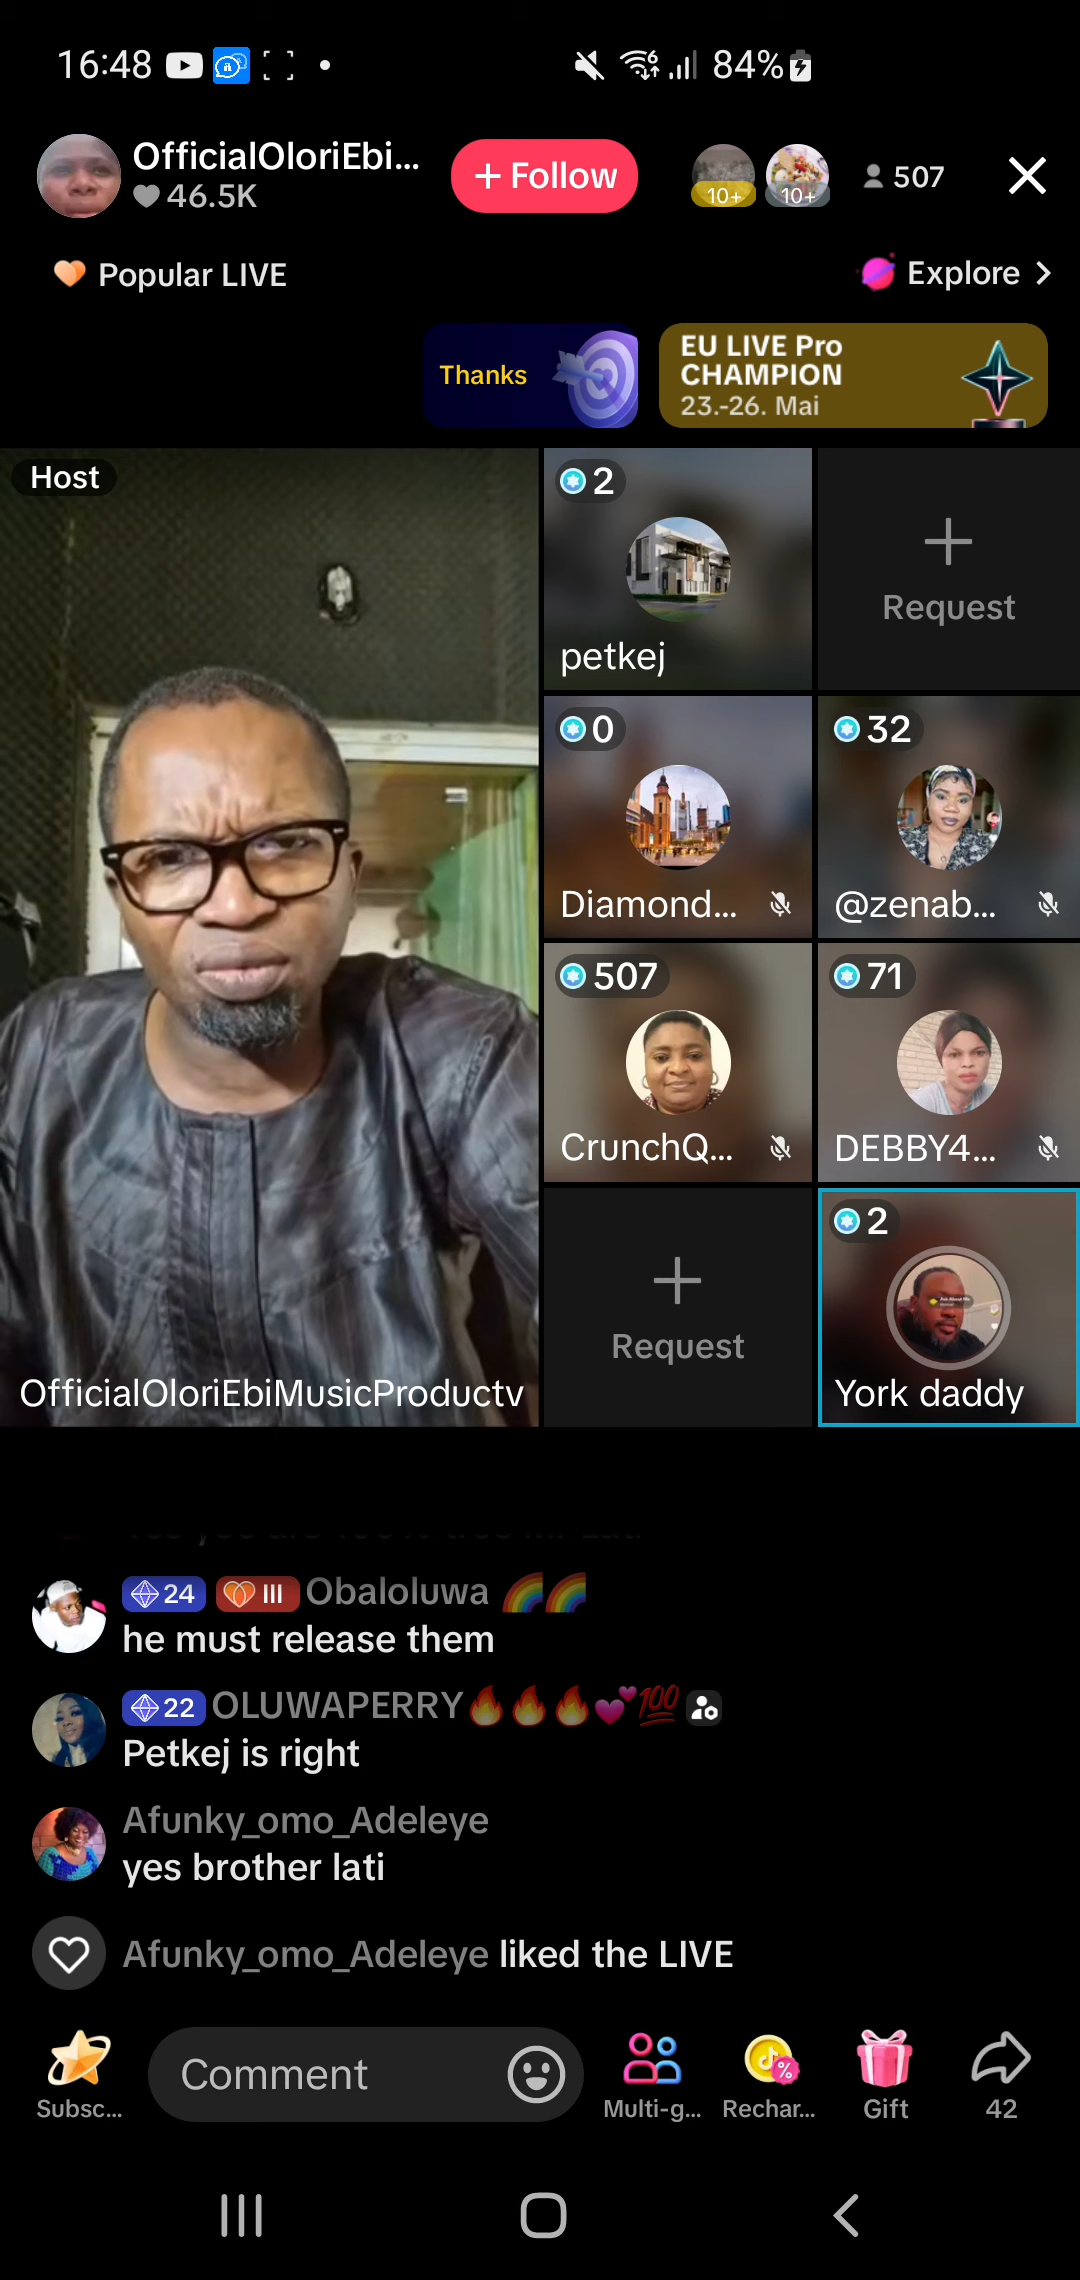 16:48
84%
OfficialOloriEbi...
46.5K
+ Follow
10+
10+
507
Popular LIVE
Explore
Thanks
EU LIVE Pro
CHAMPION
23.-26. Mai
Host
2
petkej
Request
0
Diamond...
32
@zenab...
507
CrunchQ...
71
DEBBY4...
Request
2
York daddy
OfficialOloriEbiMusicProductv
24 III Obaloluwa 🌈🌈
he must release them
22 OLUWAPERRY🔥🔥🔥💕💯
Petkej is right
Afunky_omo_Adeleye
yes brother lati
Afunky_omo_Adeleye liked the LIVE
Subsc...
Comment
Multi-g...
Rechar...
Gift
42